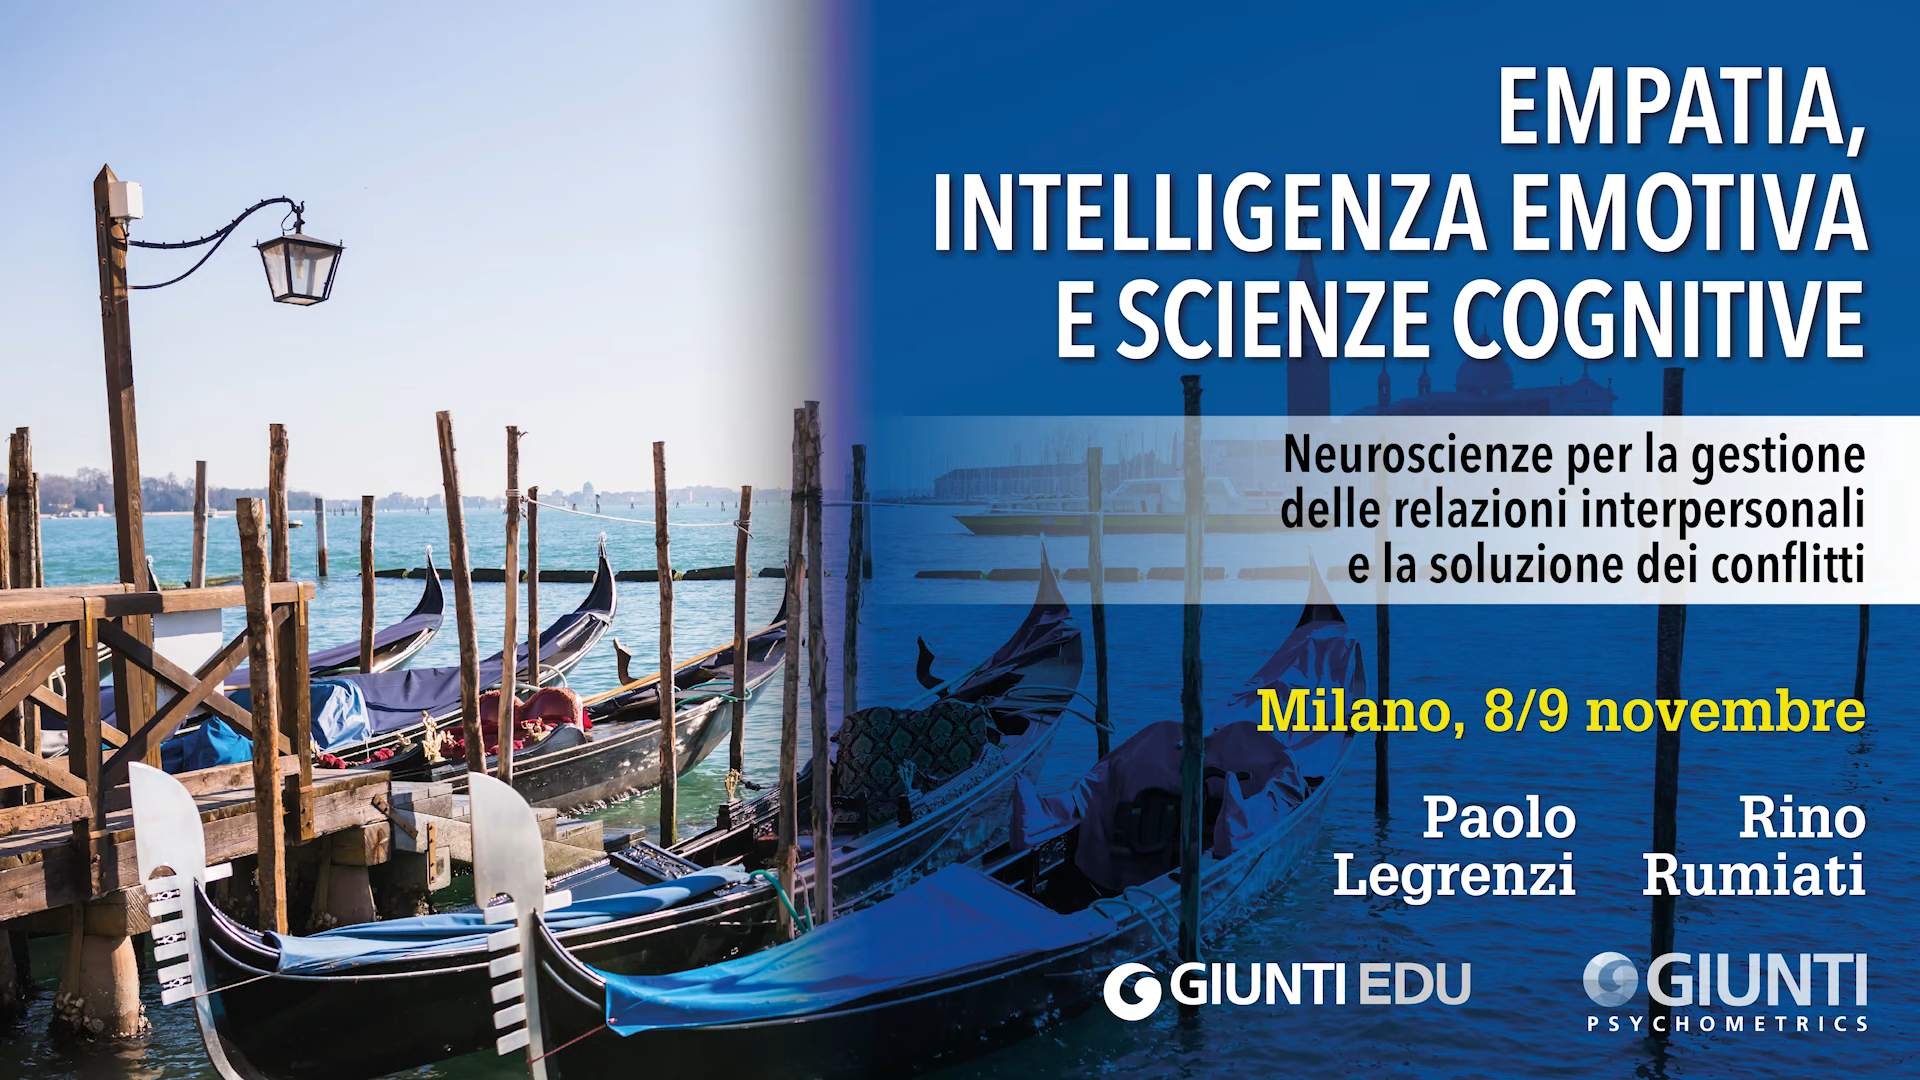 EMPATIA,
INTELLIGENZA EMOTIVA
E SCIENZE COGNITIVE
Neuroscienze per la gestione
delle relazioni interpersonali
e la soluzione dei conflitti
Milano, 8/9 novembre
Paolo
Legrenzi
Rino
Rumiati
GIUNTI EDU
GIUNTI
PSYCHOMETRICS